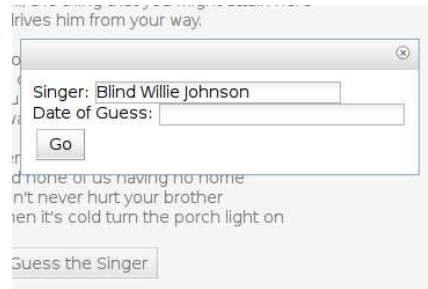 drives him from your way.
Singer: Blind Willie Johnson
Date of Guess:
Go
none of us having no home
n't never hurt your brother
en it's cold turn the porch light on
Guess the Singer